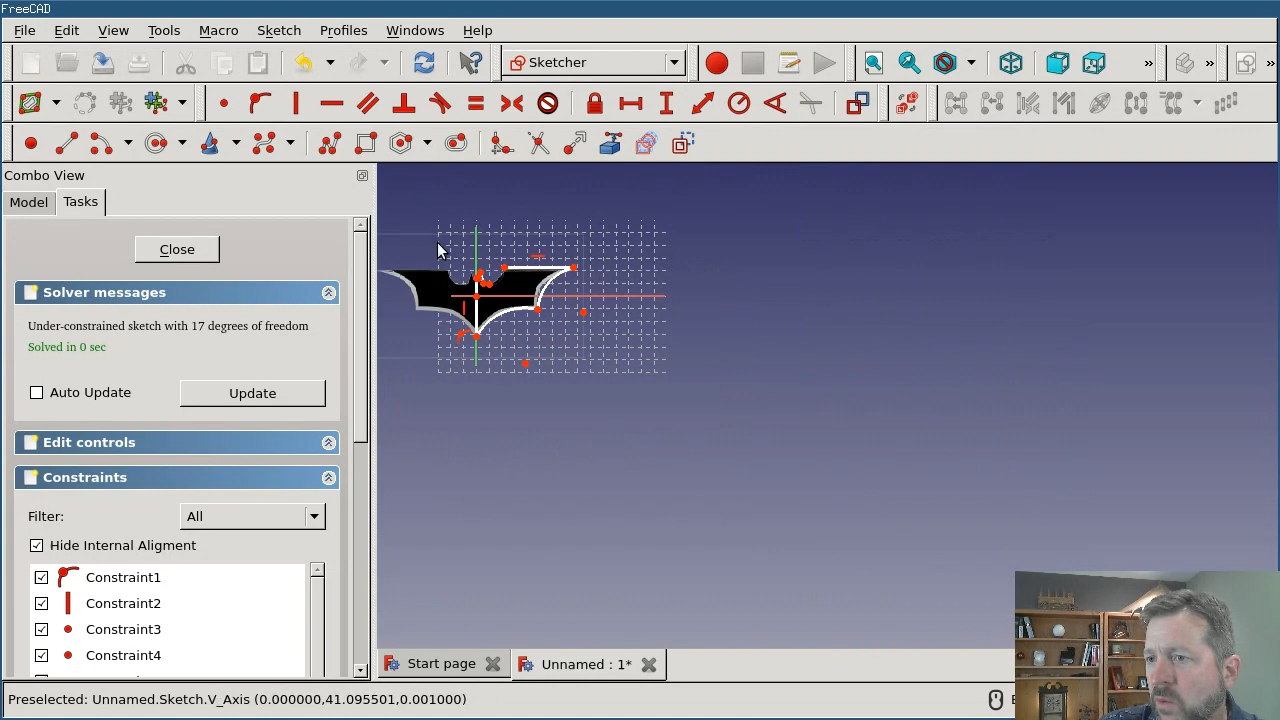 FreeCAD
File Edit View Tools Macro Sketch Profiles Windows Help
Sketcher
» » »
Combo View
Model Tasks
Close
Solver messages
Under-constrained sketch with 17 degrees of freedom
Solved in 0 sec
Auto Update Update
Edit controls
Constraints
Filter: All
Hide Internal Aligment
Constraint1
Constraint2
Constraint3
Constraint4
Start page Unnamed : 1*
Preselected: Unnamed.Sketch.V_Axis (0.000000,41.095501,0.001000)